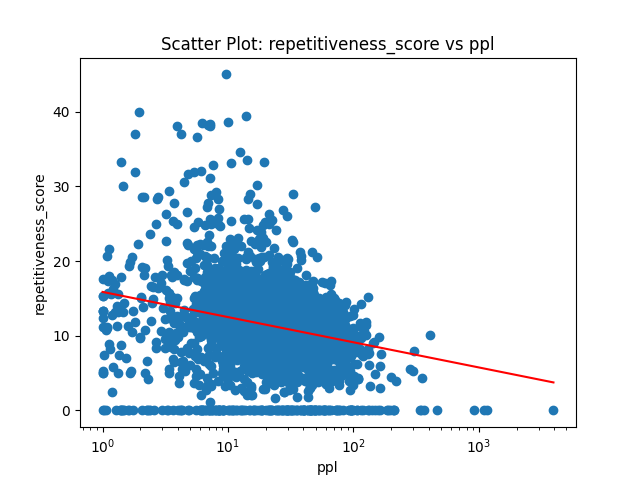 Scatter Plot: repetitiveness_score vs ppl
repetitiveness_score
40
30
20
10
0
10⁰ 10¹ 10² 10³
ppl